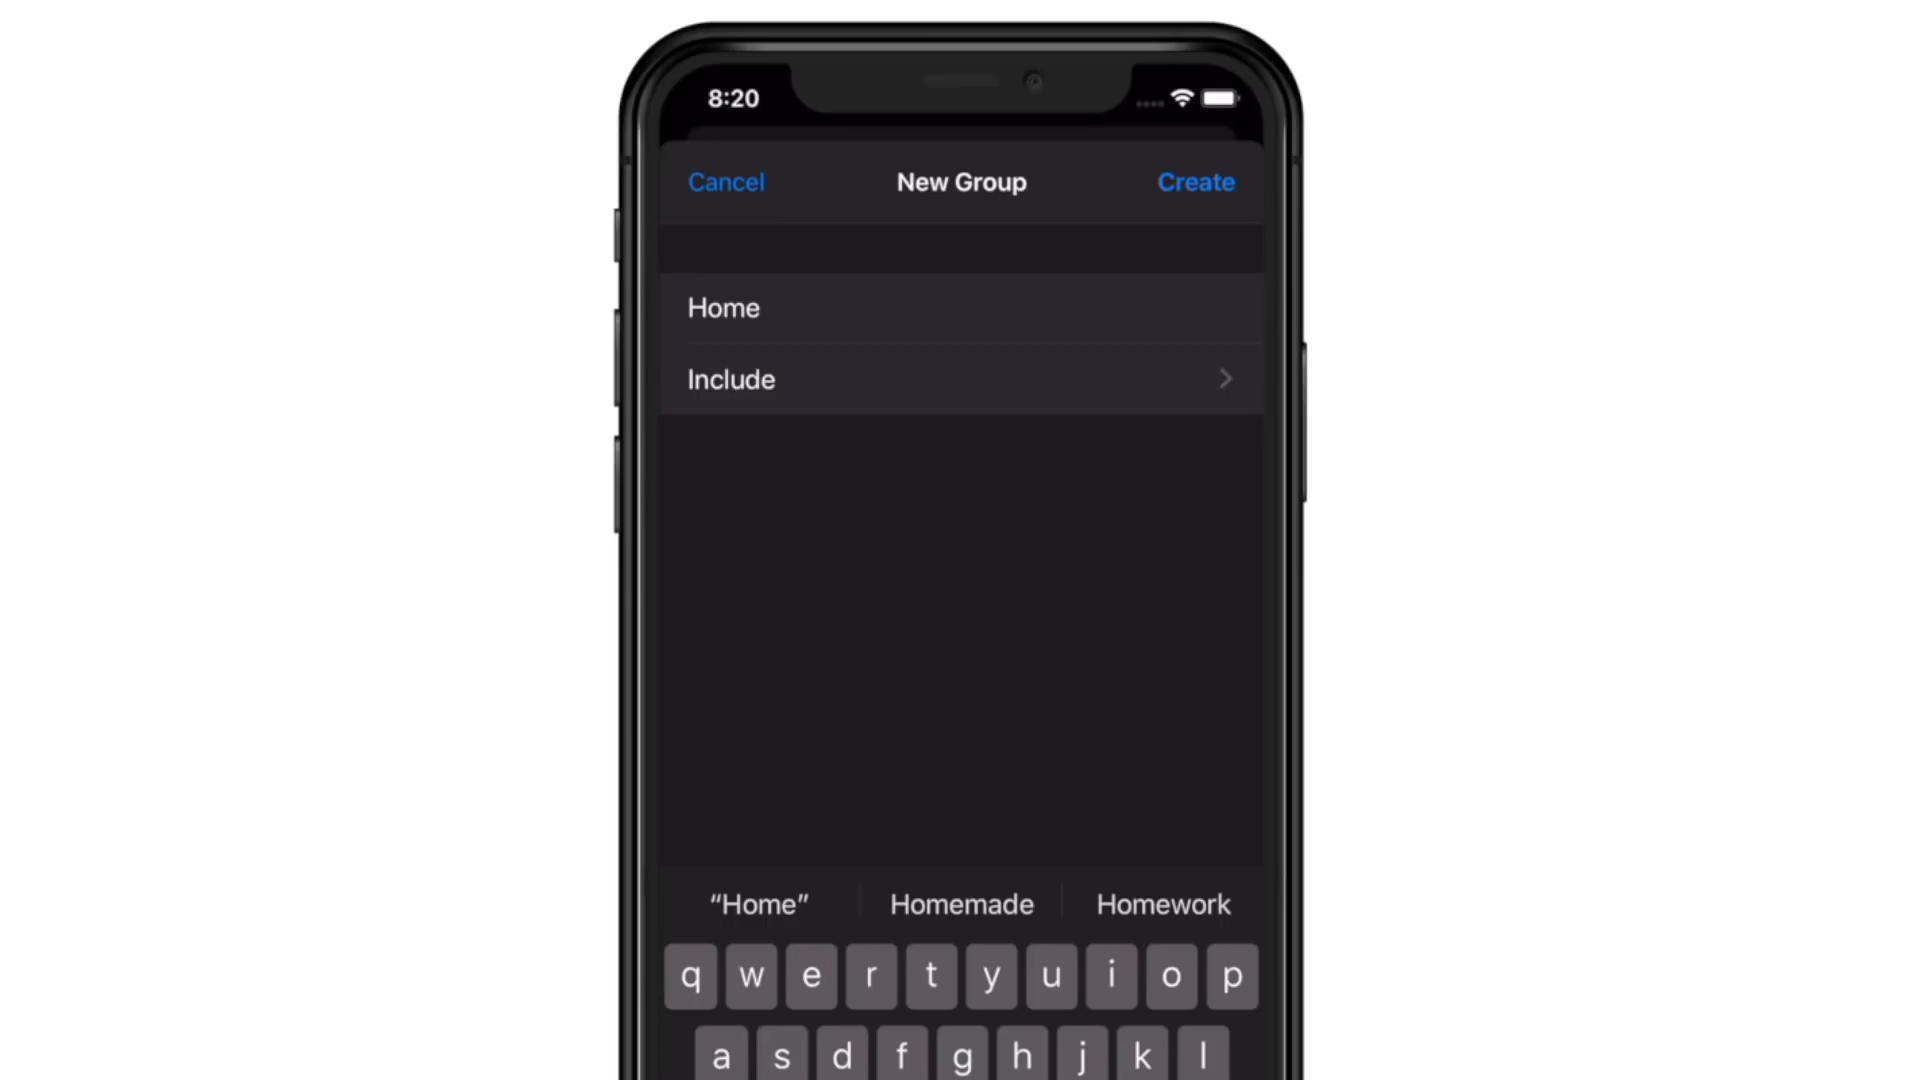 8:20
Cancel New Group Create
Home
Include
“Home” Homemade Homework
q w e r t y u i o p
a s d f g h j k l